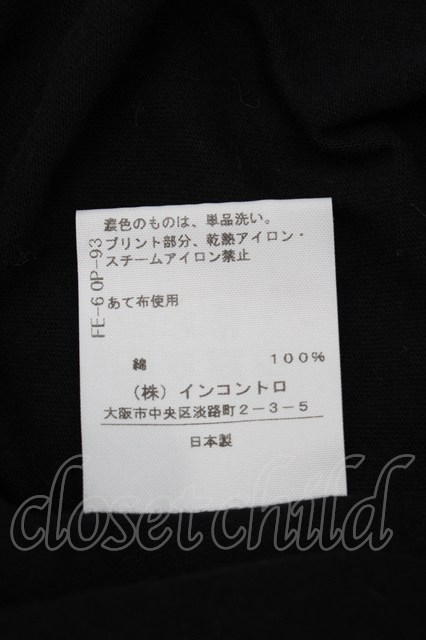 濃色のものは、単品洗い。
プリント部分、乾熱アイロン・
スチームアイロン禁止
あて布使用
FE-6 OP-93
綿 100%
(株) インコントロ
大阪市中央区淡路町2-3-5
日本製
closet child